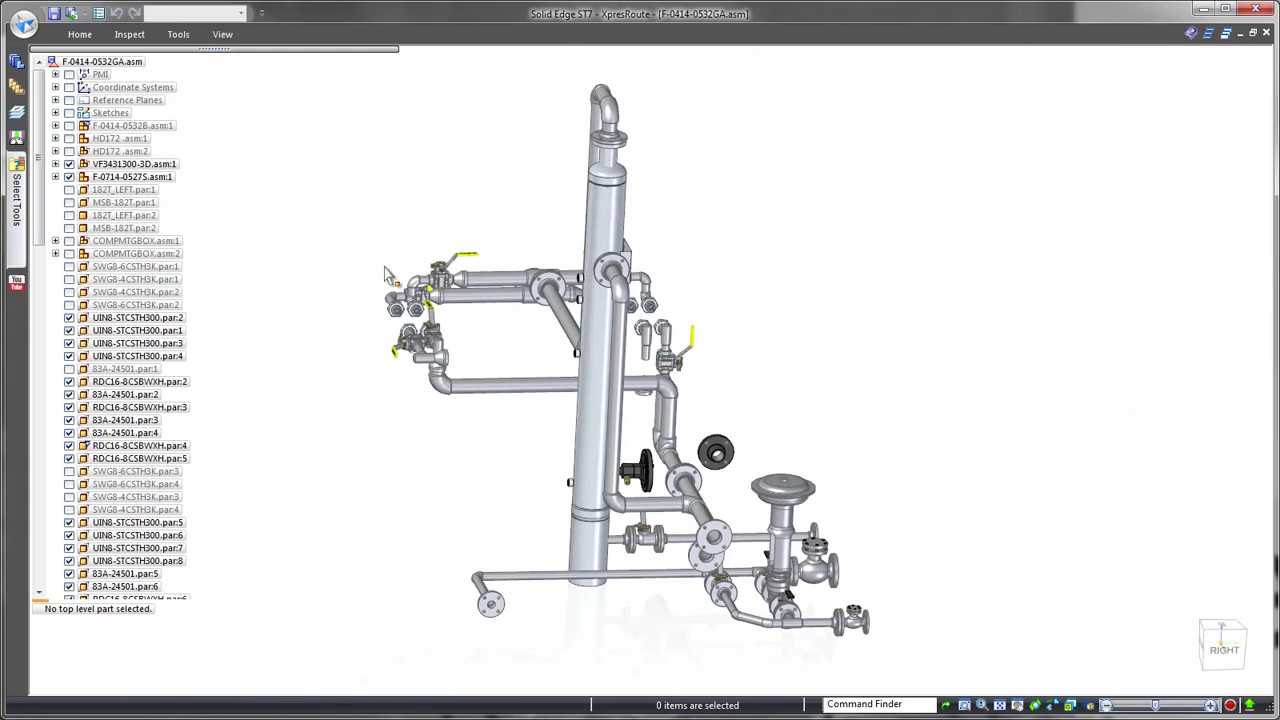 Solid Edge ST7 - XpresRoute - [F-0414-0532GA.asm]
Home Inspect Tools View
F-0414-0532GA.asm
PMI
Coordinate Systems
Reference Planes
Sketches
F-0414-0532B.asm:1
HD172 .asm:1
HD172 .asm:2
VF3431300-3D.asm:1
F-0714-0527S.asm:1
182T_LEFT.par:1
MSB-182T.par:1
182T_LEFT.par:2
MSB-182T.par:2
COMPMTGBOX.asm:1
COMPMTGBOX.asm:2
SWG8-6CSTH3K.par:1
SWG8-4CSTH3K.par:1
SWG8-4CSTH3K.par:2
SWG8-6CSTH3K.par:2
UIN8-STCSTH300.par:2
UIN8-STCSTH300.par:1
UIN8-STCSTH300.par:3
UIN8-STCSTH300.par:4
83A-24501.par:1
RDC16-8CSBWXH.par:2
83A-24501.par:2
RDC16-8CSBWXH.par:3
83A-24501.par:3
83A-24501.par:4
RDC16-8CSBWXH.par:4
RDC16-8CSBWXH.par:5
SWG8-6CSTH3K.par:3
SWG8-6CSTH3K.par:4
SWG8-4CSTH3K.par:3
SWG8-4CSTH3K.par:4
UIN8-STCSTH300.par:5
UIN8-STCSTH300.par:6
UIN8-STCSTH300.par:7
UIN8-STCSTH300.par:8
83A-24501.par:5
83A-24501.par:6
RDC16-8CSBWXH.par:6
No top level part selected.
Select Tools
You
Tube
RIGHT
0 items are selected
Command Finder